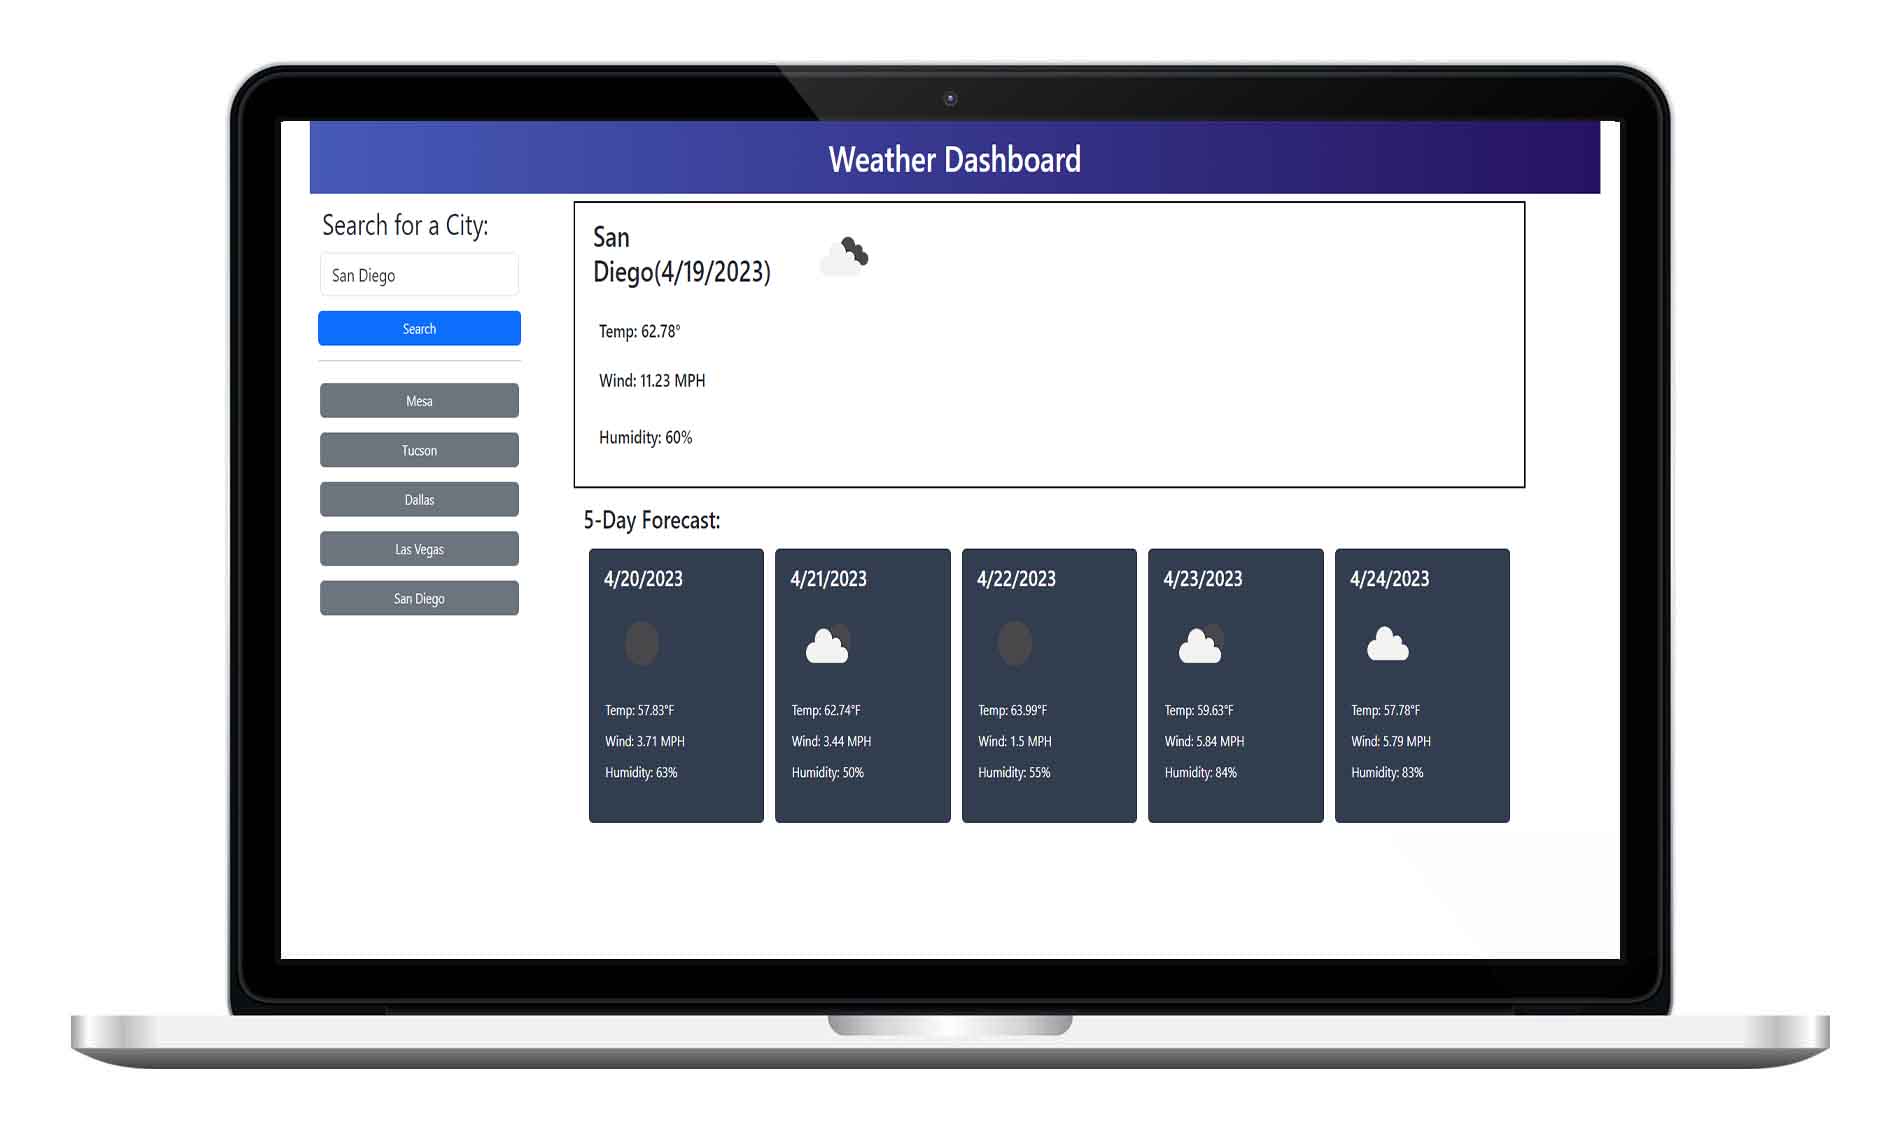 Weather Dashboard
Search for a City:
San Diego
Search
Mesa
Tucson
Dallas
Las Vegas
San Diego
San
Diego(4/19/2023)
Temp: 62.78°
Wind: 11.23 MPH
Humidity: 60%
5-Day Forecast:
4/20/2023
Temp: 57.83°F
Wind: 3.71 MPH
Humidity: 63%
4/21/2023
Temp: 62.74°F
Wind: 3.44 MPH
Humidity: 50%
4/22/2023
Temp: 63.99°F
Wind: 1.5 MPH
Humidity: 55%
4/23/2023
Temp: 59.63°F
Wind: 5.84 MPH
Humidity: 84%
4/24/2023
Temp: 57.78°F
Wind: 5.79 MPH
Humidity: 83%